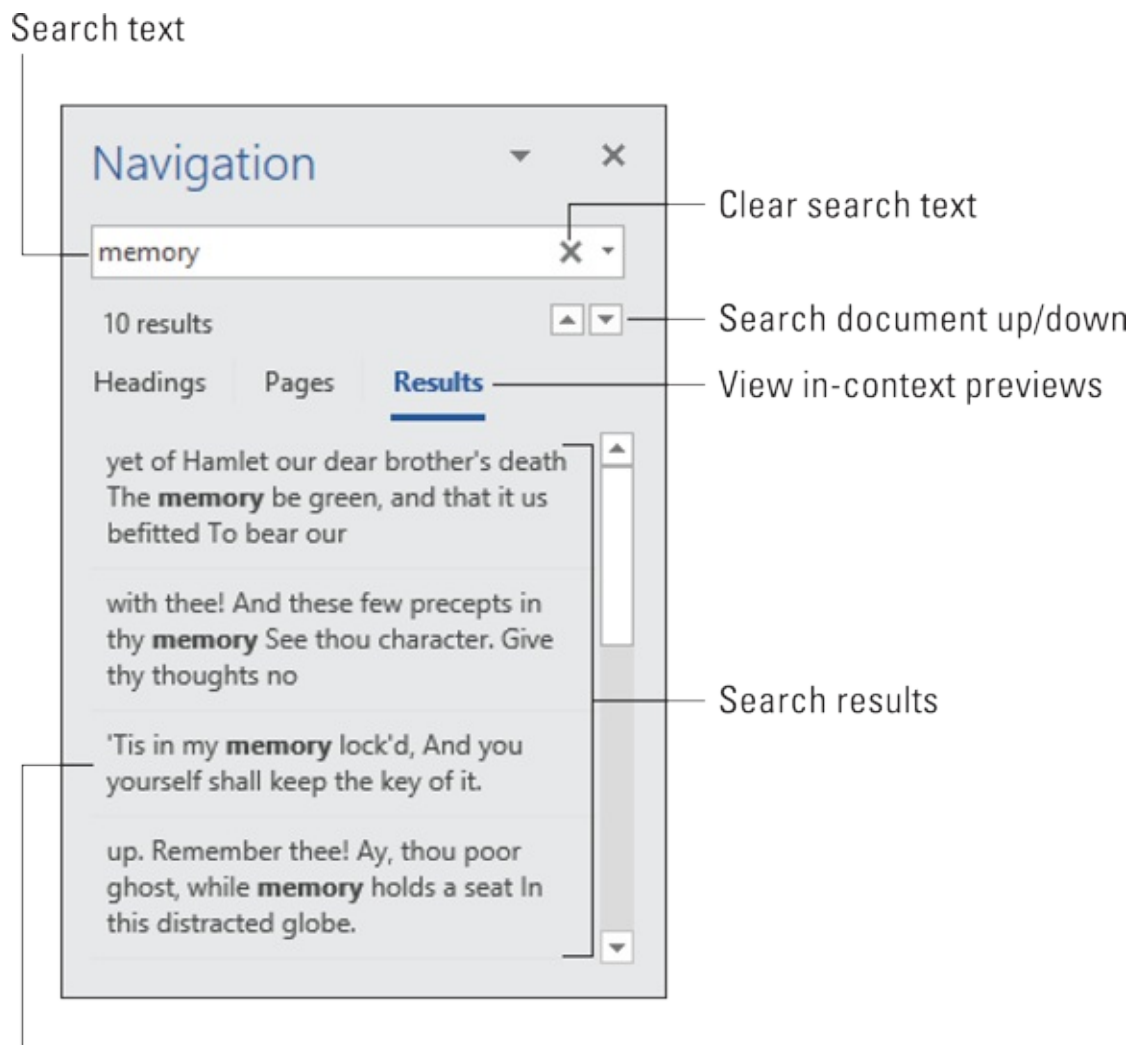 Search text
Navigation
Clear search text
memory
10 results
Search document up/down
Headings Pages Results
View in-context previews
yet of Hamlet our dear brother's death
The memory be green, and that it us
befitted To bear our
with thee! And these few precepts in
thy memory See thou character. Give
thy thoughts no
Search results
'Tis in my memory lock'd, And you
yourself shall keep the key of it.
up. Remember thee! Ay, thou poor
ghost, while memory holds a seat In
this distracted globe.